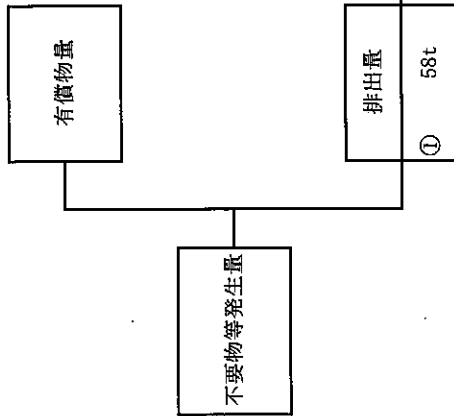 有償物量
不要物等発生量
排出量
① 58t